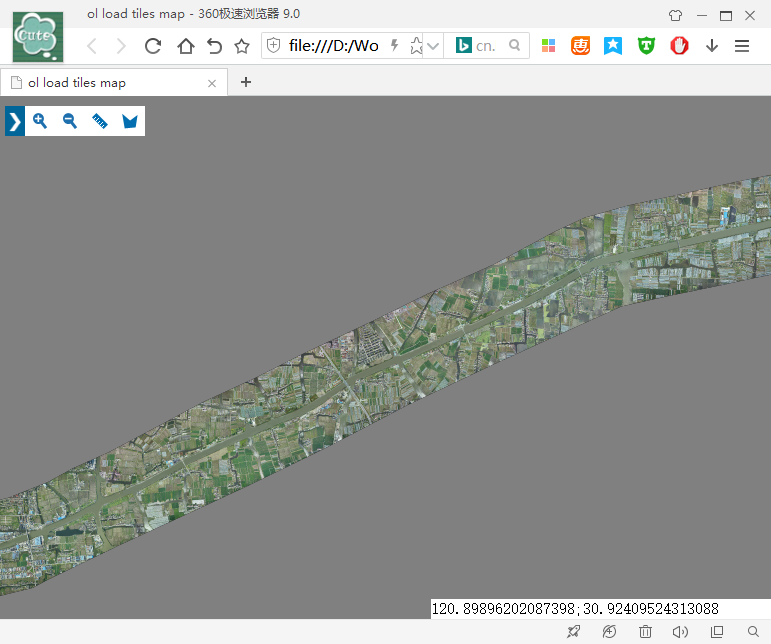 ol load tiles map - 360极速浏览器 9.0
Cute
file:///D:/Wo
cn.
ol load tiles map
120.89896202087398;30.92409524313088